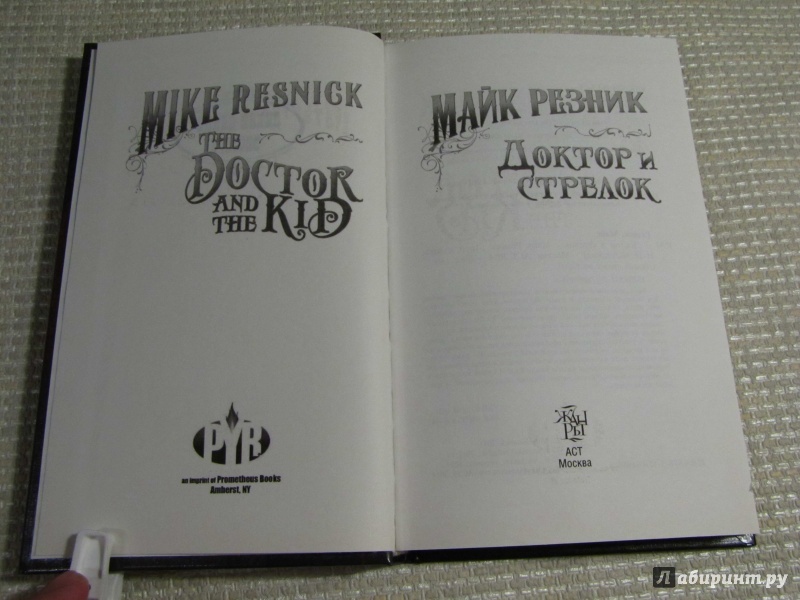 MIKE RESNICK
THE
DOCTOR
AND
THE KID
PYR
an imprint of Prometheus Books
Amherst, NY
МАЙК РЕЗНИК
ДОКТОР И
СТРЕЛОК
ЖАН
РЫ
АСТ
Москва
Лабиринт.ру